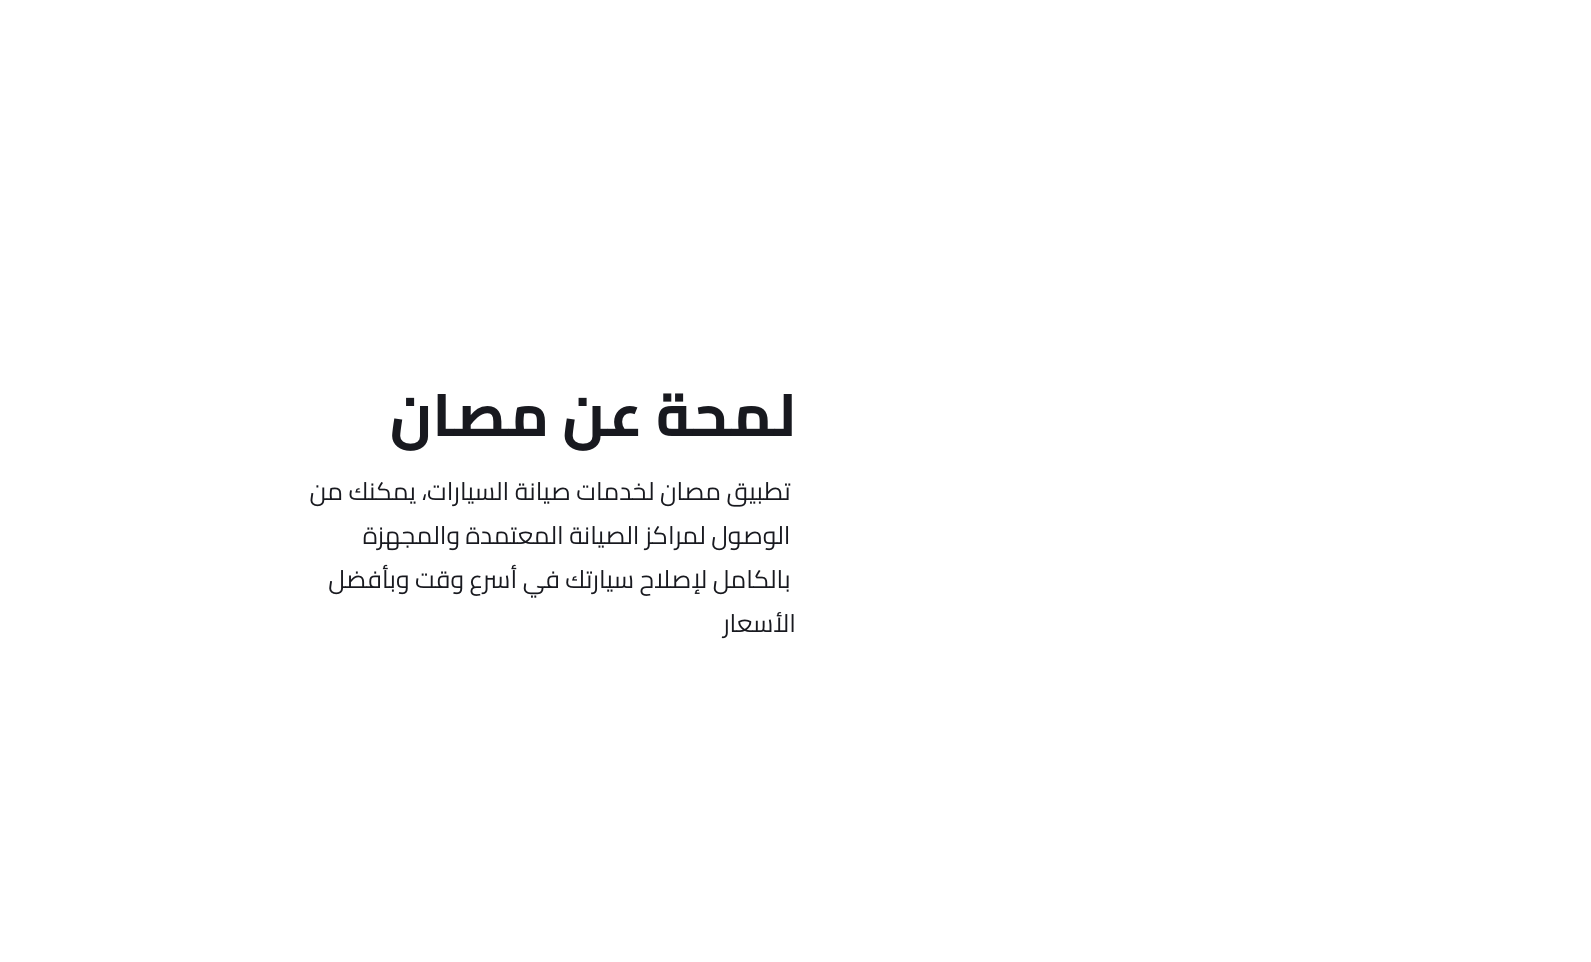 لمحة عن مصان
تطبيق مصان لخدمات صيانة السيارات، يمكنك من
الوصول لمراكز الصيانة المعتمدة والمجهزة
بالكامل لإصلاح سيارتك في أسرع وقت وبأفضل
الأسعار